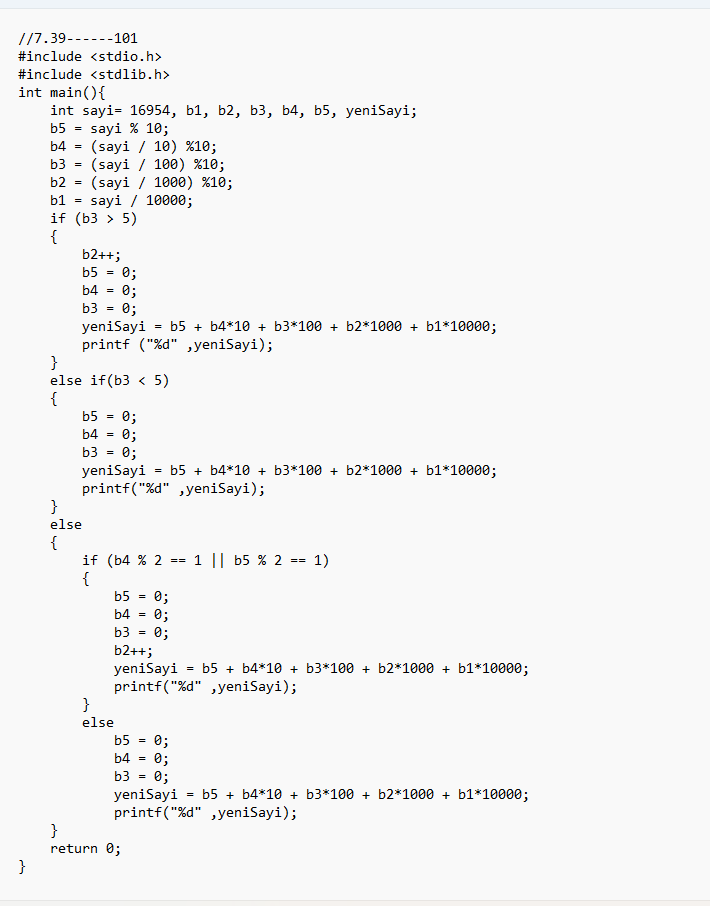 //7.39------101
#include <stdio.h>
#include <stdlib.h>
int main(){
    int sayi= 16954, b1, b2, b3, b4, b5, yeniSayi;
    b5 = sayi % 10;
    b4 = (sayi / 10) %10;
    b3 = (sayi / 100) %10;
    b2 = (sayi / 1000) %10;
    b1 = sayi / 10000;
    if (b3 > 5)
    {
        b2++;
        b5 = 0;
        b4 = 0;
        b3 = 0;
        yeniSayi = b5 + b4*10 + b3*100 + b2*1000 + b1*10000;
        printf ("%d" ,yeniSayi);
    }
    else if(b3 < 5)
    {
        b5 = 0;
        b4 = 0;
        b3 = 0;
        yeniSayi = b5 + b4*10 + b3*100 + b2*1000 + b1*10000;
        printf("%d" ,yeniSayi);
    }
    else
    {
        if (b4 % 2 == 1 || b5 % 2 == 1)
        {
            b5 = 0;
            b4 = 0;
            b3 = 0;
            b2++;
            yeniSayi = b5 + b4*10 + b3*100 + b2*1000 + b1*10000;
            printf("%d" ,yeniSayi);
        }
        else
            b5 = 0;
            b4 = 0;
            b3 = 0;
            yeniSayi = b5 + b4*10 + b3*100 + b2*1000 + b1*10000;
            printf("%d" ,yeniSayi);
    }
    return 0;
}